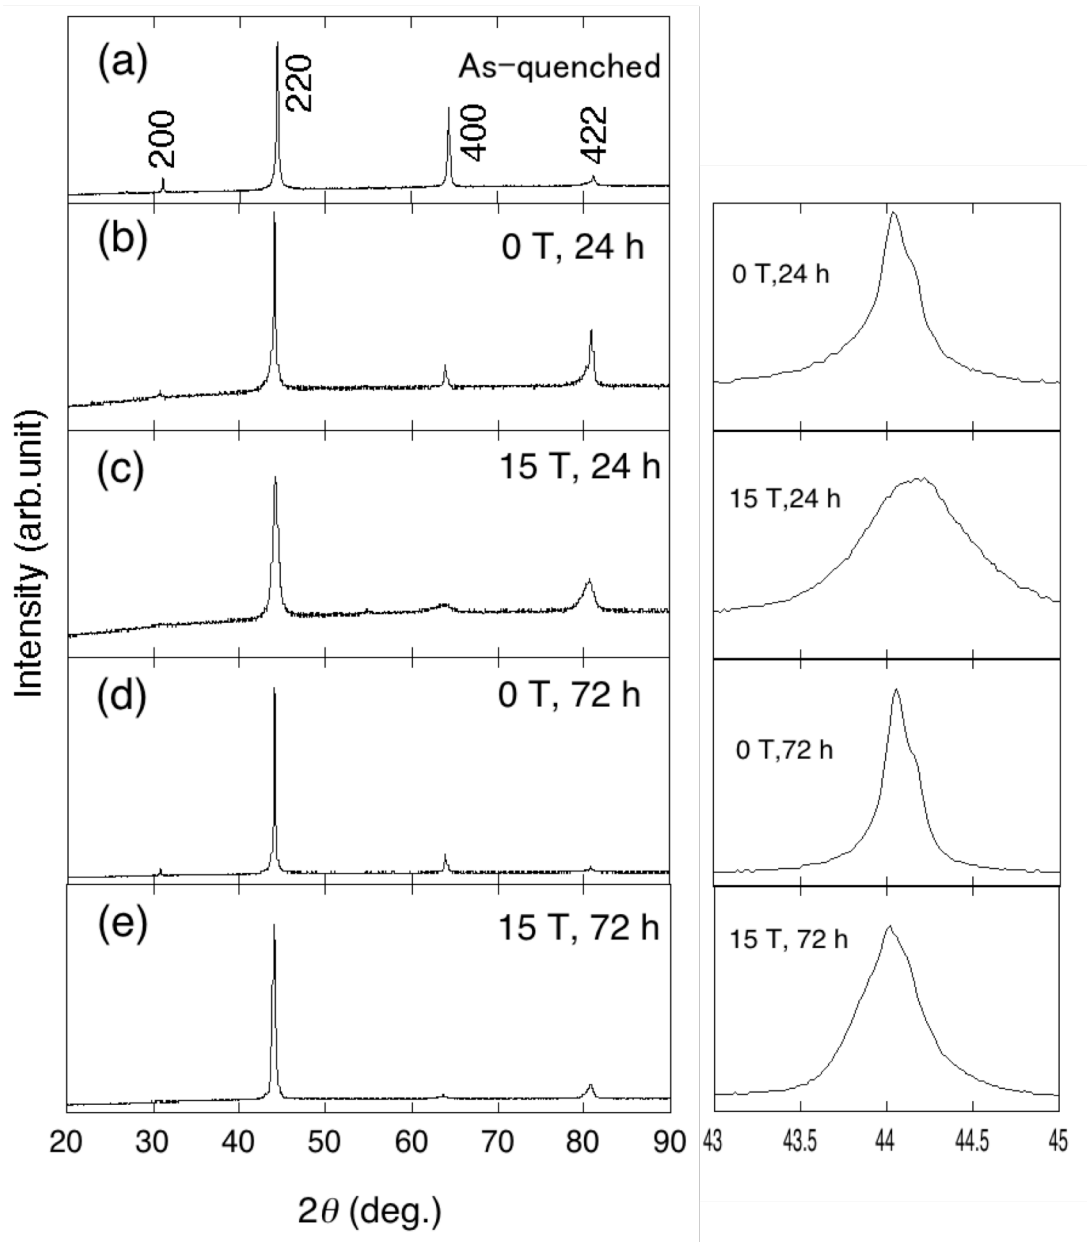 (a)
As-quenched
200
220
400
422
(b)
0 T, 24 h
(c)
15 T, 24 h
(d)
0 T, 72 h
(e)
15 T, 72 h
Intensity (arb.unit)
20 30 40 50 60 70 80 90
2θ (deg.)
0 T,24 h
15 T,24 h
0 T,72 h
15 T, 72 h
43 43.5 44 44.5 45